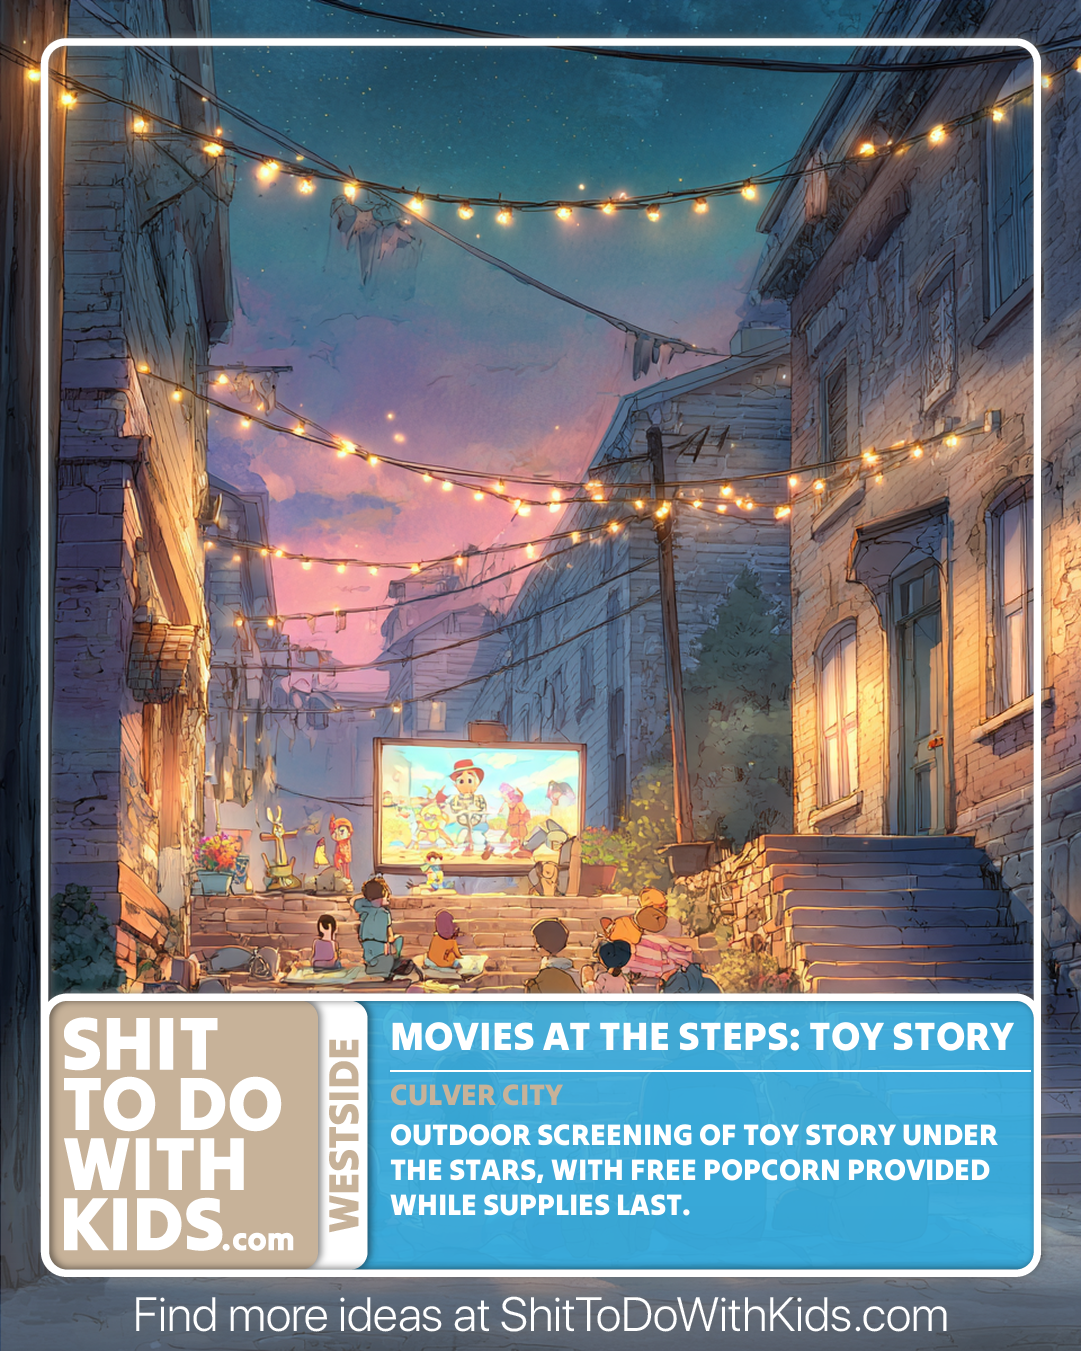 SHIT
TO DO
WITH
KIDS.com
WESTSIDE
MOVIES AT THE STEPS: TOY STORY
CULVER CITY
OUTDOOR SCREENING OF TOY STORY UNDER
THE STARS, WITH FREE POPCORN PROVIDED
WHILE SUPPLIES LAST.
Find more ideas at ShitToDoWithKids.com